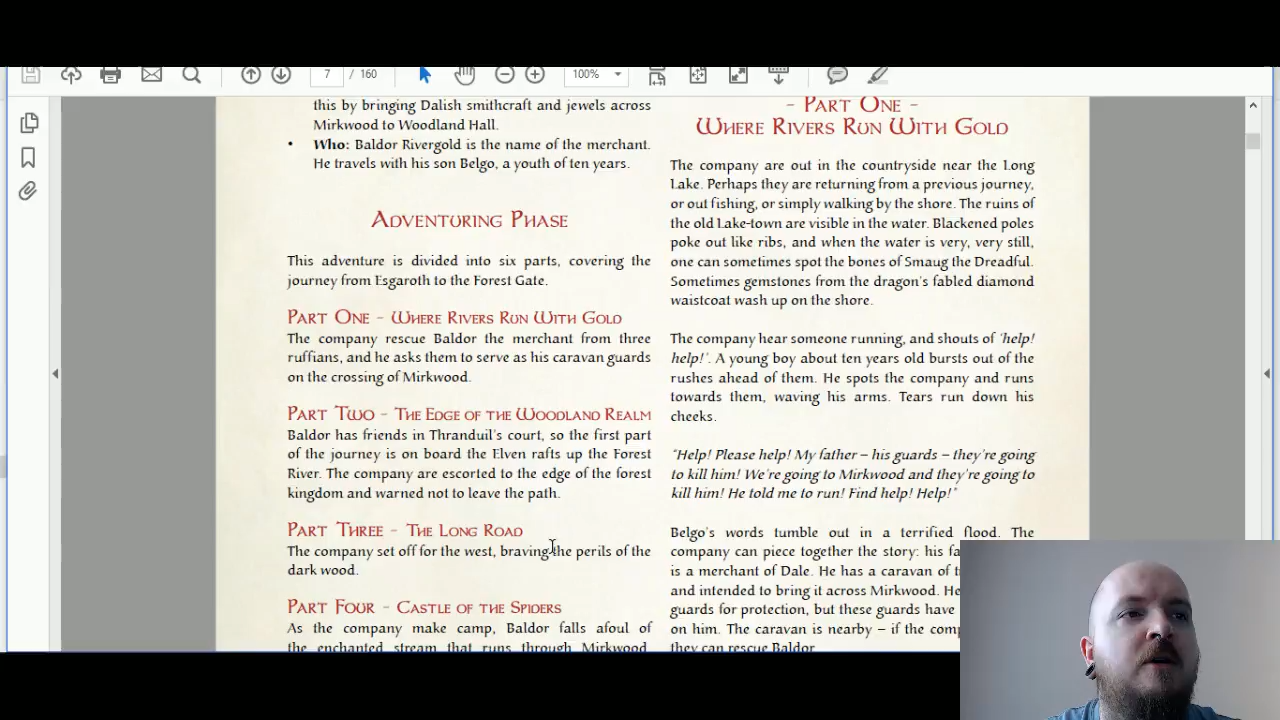 7 / 160
100%
this by bringing Dalish smithcraft and jewels across
Mirkwood to Woodland Hall.
• Who: Baldor Rivergold is the name of the merchant.
He travels with his son Belgo, a youth of ten years.
Adventuring Phase
This adventure is divided into six parts, covering the
journey from Esgaroth to the Forest Gate.
Part One – Where Rivers Run With Gold
The company rescue Baldor the merchant from three
ruffians, and he asks them to serve as his caravan guards
on the crossing of Mirkwood.
Part Two – The Edge of the Woodland Realm
Baldor has friends in Thranduil's court, so the first part
of the journey is on board the Elven rafts up the Forest
River. The company are escorted to the edge of the forest
kingdom and warned not to leave the path.
Part Three – The Long Road
The company set off for the west, braving the perils of the
dark wood.
Part Four – Castle of the Spiders
As the company make camp, Baldor falls afoul of
the enchanted stream that runs through Mirkwood.
- Part One -
Where Rivers Run With Gold
The company are out in the countryside near the Long
Lake. Perhaps they are returning from a previous journey,
or out fishing, or simply walking by the shore. The ruins of
the old Lake-town are visible in the water. Blackened poles
poke out like ribs, and when the water is very, very still,
one can sometimes spot the bones of Smaug the Dreadful.
Sometimes gemstones from the dragon's fabled diamond
waistcoat wash up on the shore.
The company hear someone running, and shouts of 'help!
help!'. A young boy about ten years old bursts out of the
rushes ahead of them. He spots the company and runs
towards them, waving his arms. Tears run down his
cheeks.
"Help! Please help! My father – his guards – they're going
to kill him! We're going to Mirkwood and they're going to
kill him! He told me to run! Find help! Help!"
Belgo's words tumble out in a terrified flood. The
company can piece together the story: his
is a merchant of Dale. He has a caravan of
and intended to bring it across Mirkwood.
guards for protection, but these guards have
on him. The caravan is nearby – if the
they can rescue Baldor.